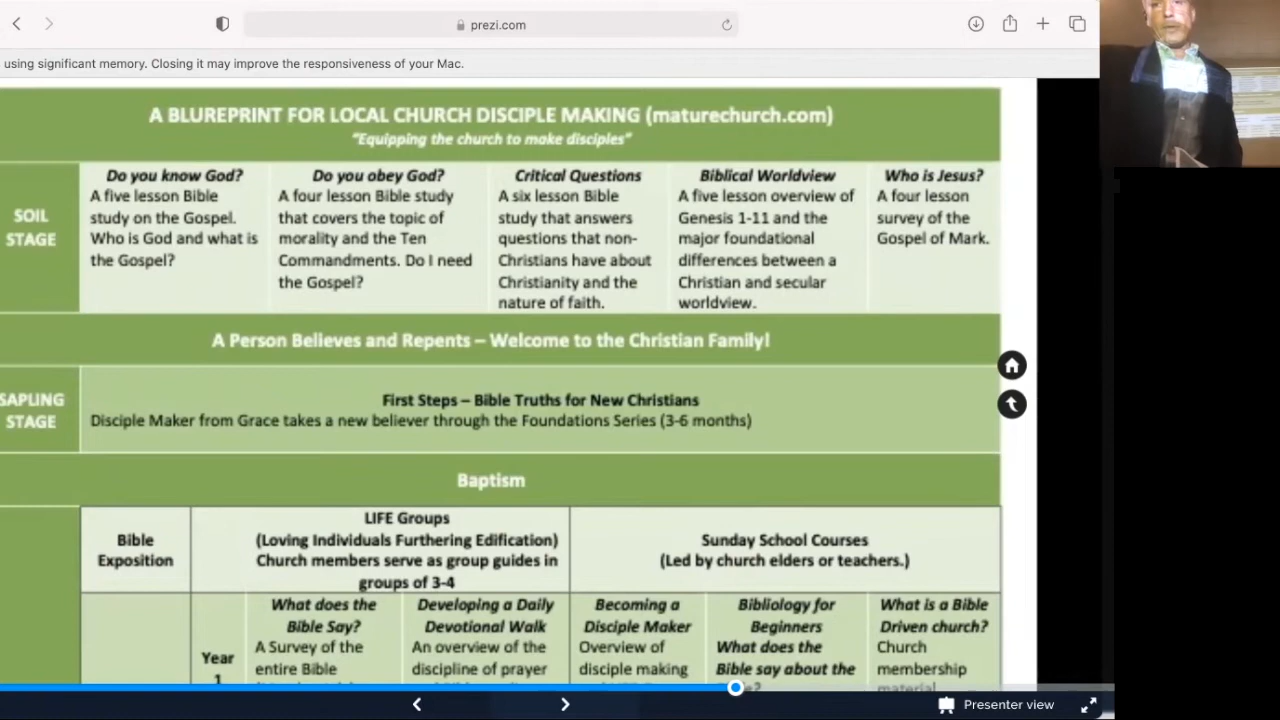 prezi.com
using significant memory. Closing it may improve the responsiveness of your Mac.
A BLUREPRINT FOR LOCAL CHURCH DISCIPLE MAKING (maturechurch.com)
"Equipping the church to make disciples"
SOIL
STAGE
Do you know God?
A five lesson Bible
study on the Gospel.
Who is God and what is
the Gospel?
Do you obey God?
A four lesson Bible study
that covers the topic of
morality and the Ten
Commandments. Do I need
the Gospel?
Critical Questions
A six lesson Bible
study that answers
questions that non-
Christians have about
Christianity and the
nature of faith.
Biblical Worldview
A five lesson overview of
Genesis 1-11 and the
major foundational
differences between a
Christian and secular
worldview.
Who is Jesus?
A four lesson
survey of the
Gospel of Mark.
A Person Believes and Repents – Welcome to the Christian Family!
SAPLING
STAGE
First Steps – Bible Truths for New Christians
Disciple Maker from Grace takes a new believer through the Foundations Series (3-6 months)
Baptism
Bible
Exposition
LIFE Groups
(Loving Individuals Furthering Edification)
Church members serve as group guides in
groups of 3-4
Sunday School Courses
(Led by church elders or teachers.)
Year
1
What does the
Bible Say?
A Survey of the
entire Bible
Developing a Daily
Devotional Walk
An overview of the
discipline of prayer
Becoming a
Disciple Maker
Overview of
disciple making
Bibliology for
Beginners
What does the
Bible say about the
What is a Bible
Driven church?
Church
membership
material
Presenter view